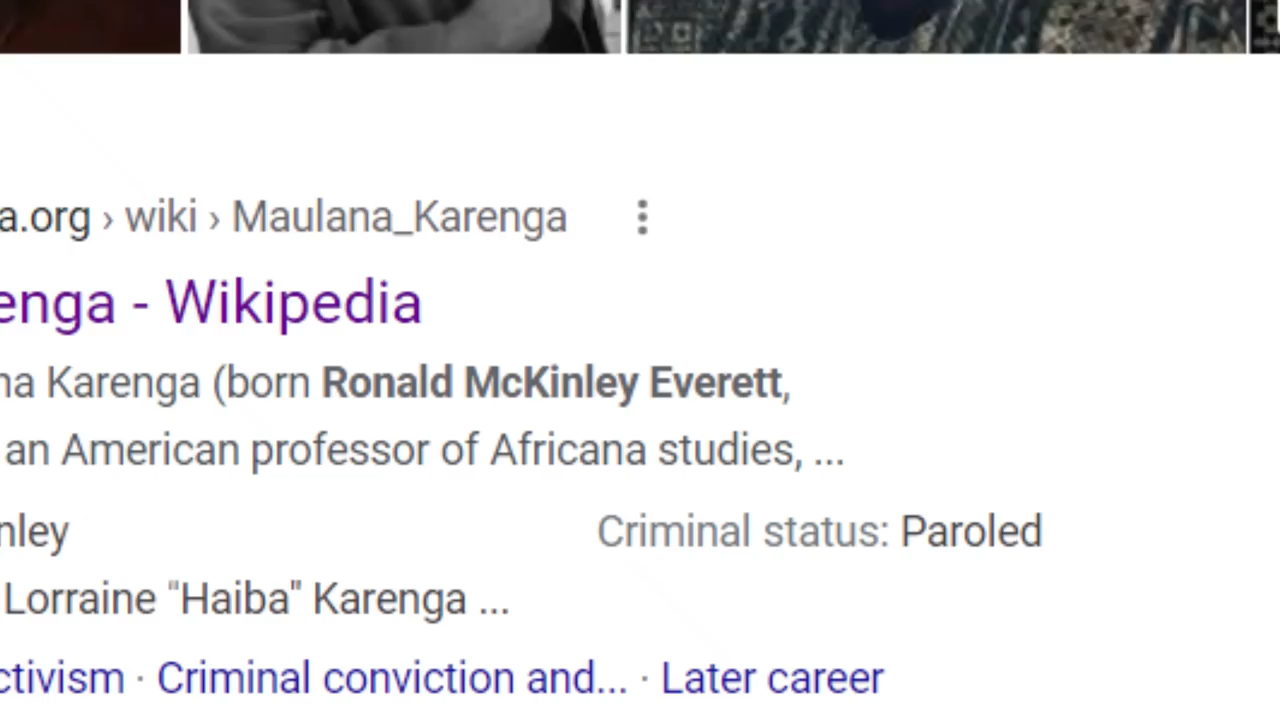 a.org › wiki › Maulana_Karenga
enga - Wikipedia
na Karenga (born Ronald McKinley Everett,
an American professor of Africana studies, ...
nley
Criminal status: Paroled
Lorraine "Haiba" Karenga ...
ctivism · Criminal conviction and... · Later career